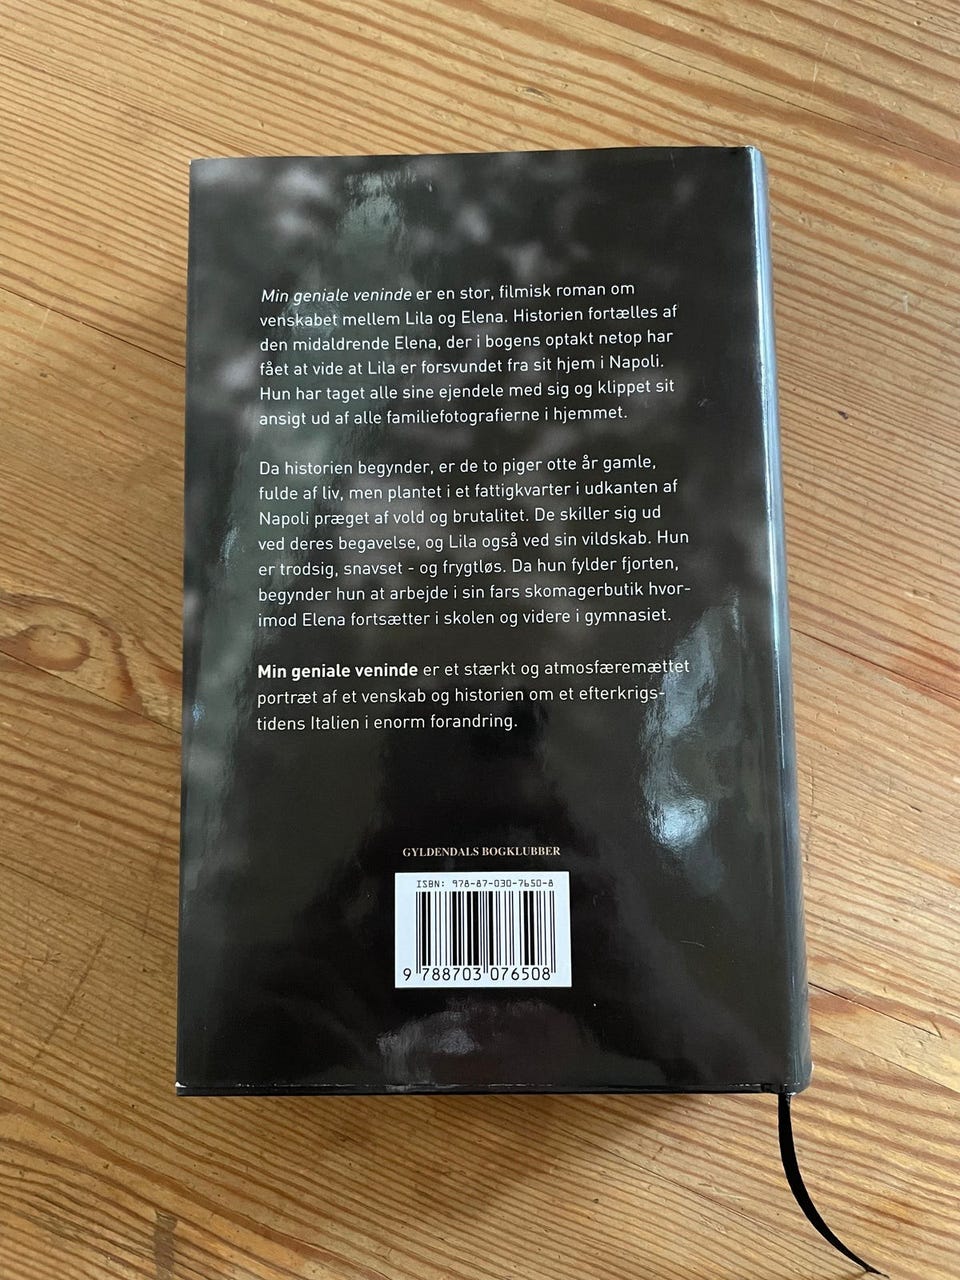 Min geniale veninde er en stor, filmisk roman om
venskabet mellem Lila og Elena. Historien fortælles af
den midaldrende Elena, der i bogens optakt netop har
fået at vide at Lila er forsvundet fra sit hjem i Napoli.
Hun har taget alle sine ejendele med sig og klippet sit
ansigt ud af alle familiefotografierne i hjemmet.
Da historien begynder, er de to piger otte år gamle,
fulde af liv, men plantet i et fattigkvarter i udkanten af
Napoli præget af vold og brutalitet. De skiller sig ud
ved deres begavelse, og Lila også ved sin vildskab. Hun
er trodsig, snavset - og frygtløs. Da hun fylder fjorten,
begynder hun at arbejde i sin fars skomagerbutik hvor-
imod Elena fortsætter i skolen og videre i gymnasiet.
Min geniale veninde er et stærkt og atmosfæremættet
portræt af et venskab og historien om et efterkrigs-
tidens Italien i enorm forandring.
GYLDENDALS BOGKLUBBER
ISBN: 978-87-030-7650-8
9 788703 076508